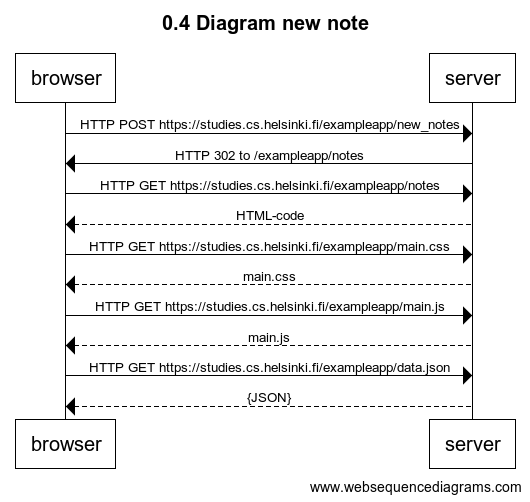 0.4 Diagram new note
browser server
HTTP POST https://studies.cs.helsinki.fi/exampleapp/new_notes
HTTP 302 to /exampleapp/notes
HTTP GET https://studies.cs.helsinki.fi/exampleapp/notes
HTML-code
HTTP GET https://studies.cs.helsinki.fi/exampleapp/main.css
main.css
HTTP GET https://studies.cs.helsinki.fi/exampleapp/main.js
main.js
HTTP GET https://studies.cs.helsinki.fi/exampleapp/data.json
{JSON}
browser server
www.websequencediagrams.com